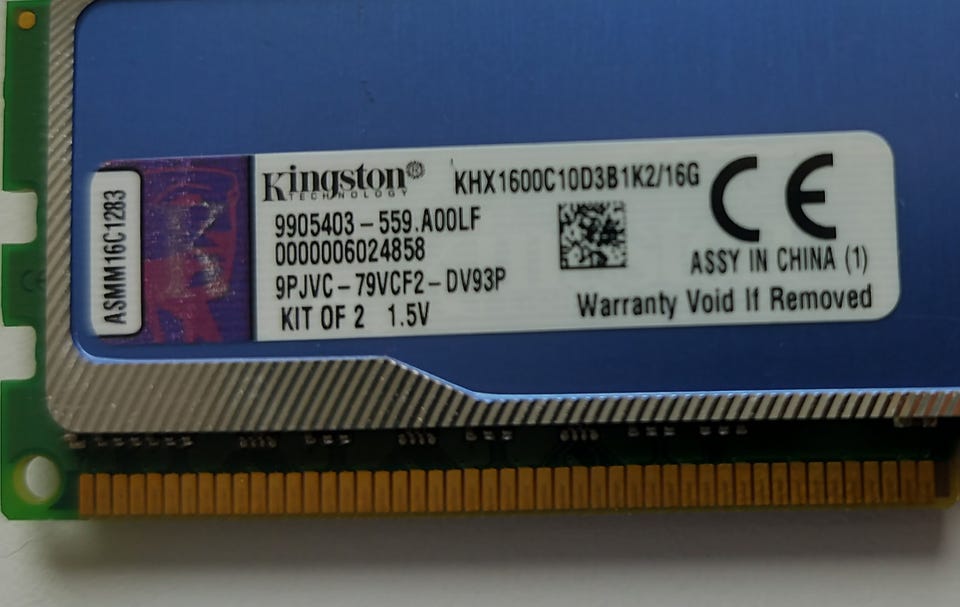 ASMM16C1283
Kingston®
TECHNOLOGY
KHX1600C10D3B1K2/16G
9905403-559.A00LF
0000006024858
9PJVC-79VCF2-DV93P
KIT OF 2 1.5V
CE
ASSY IN CHINA (1)
Warranty Void If Removed